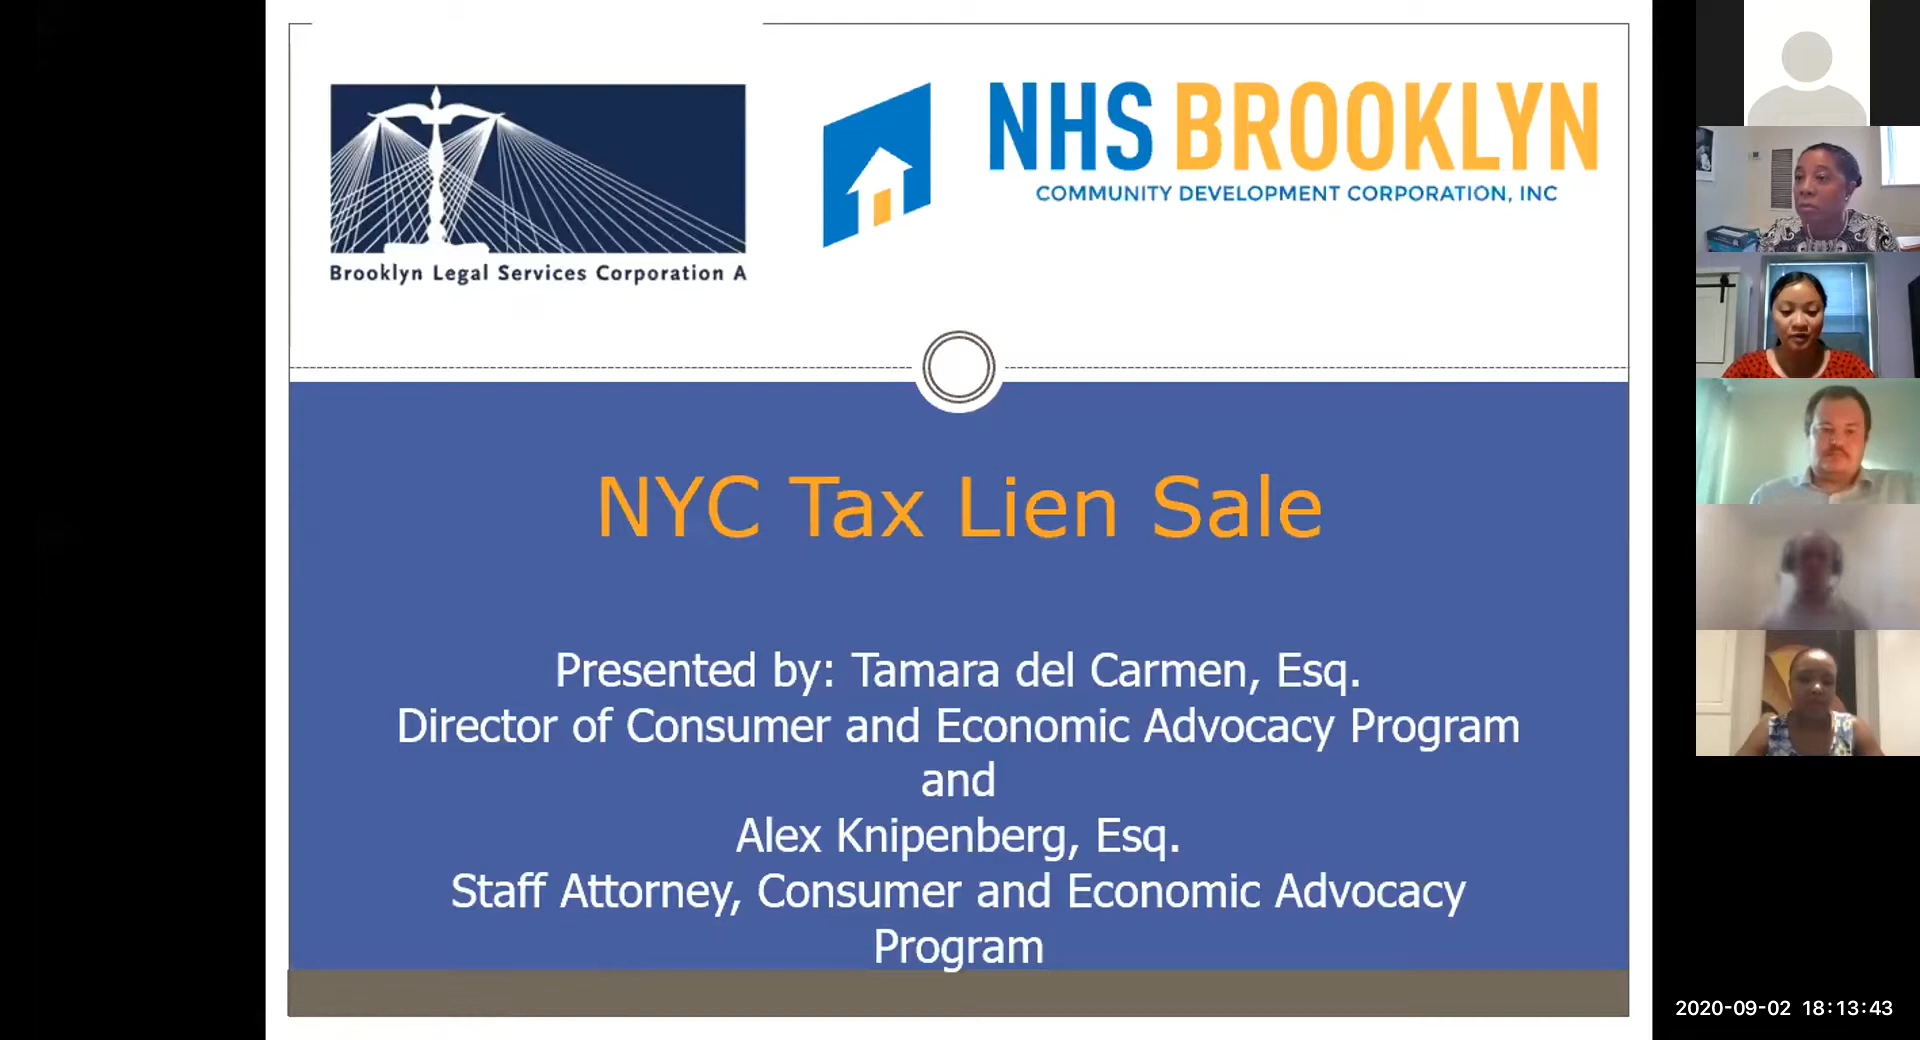 Brooklyn Legal Services Corporation A
NHS BROOKLYN
COMMUNITY DEVELOPMENT CORPORATION, INC
NYC Tax Lien Sale
Presented by: Tamara del Carmen, Esq.
Director of Consumer and Economic Advocacy Program
and
Alex Knipenberg, Esq.
Staff Attorney, Consumer and Economic Advocacy
Program
2020-09-02 18:13:43